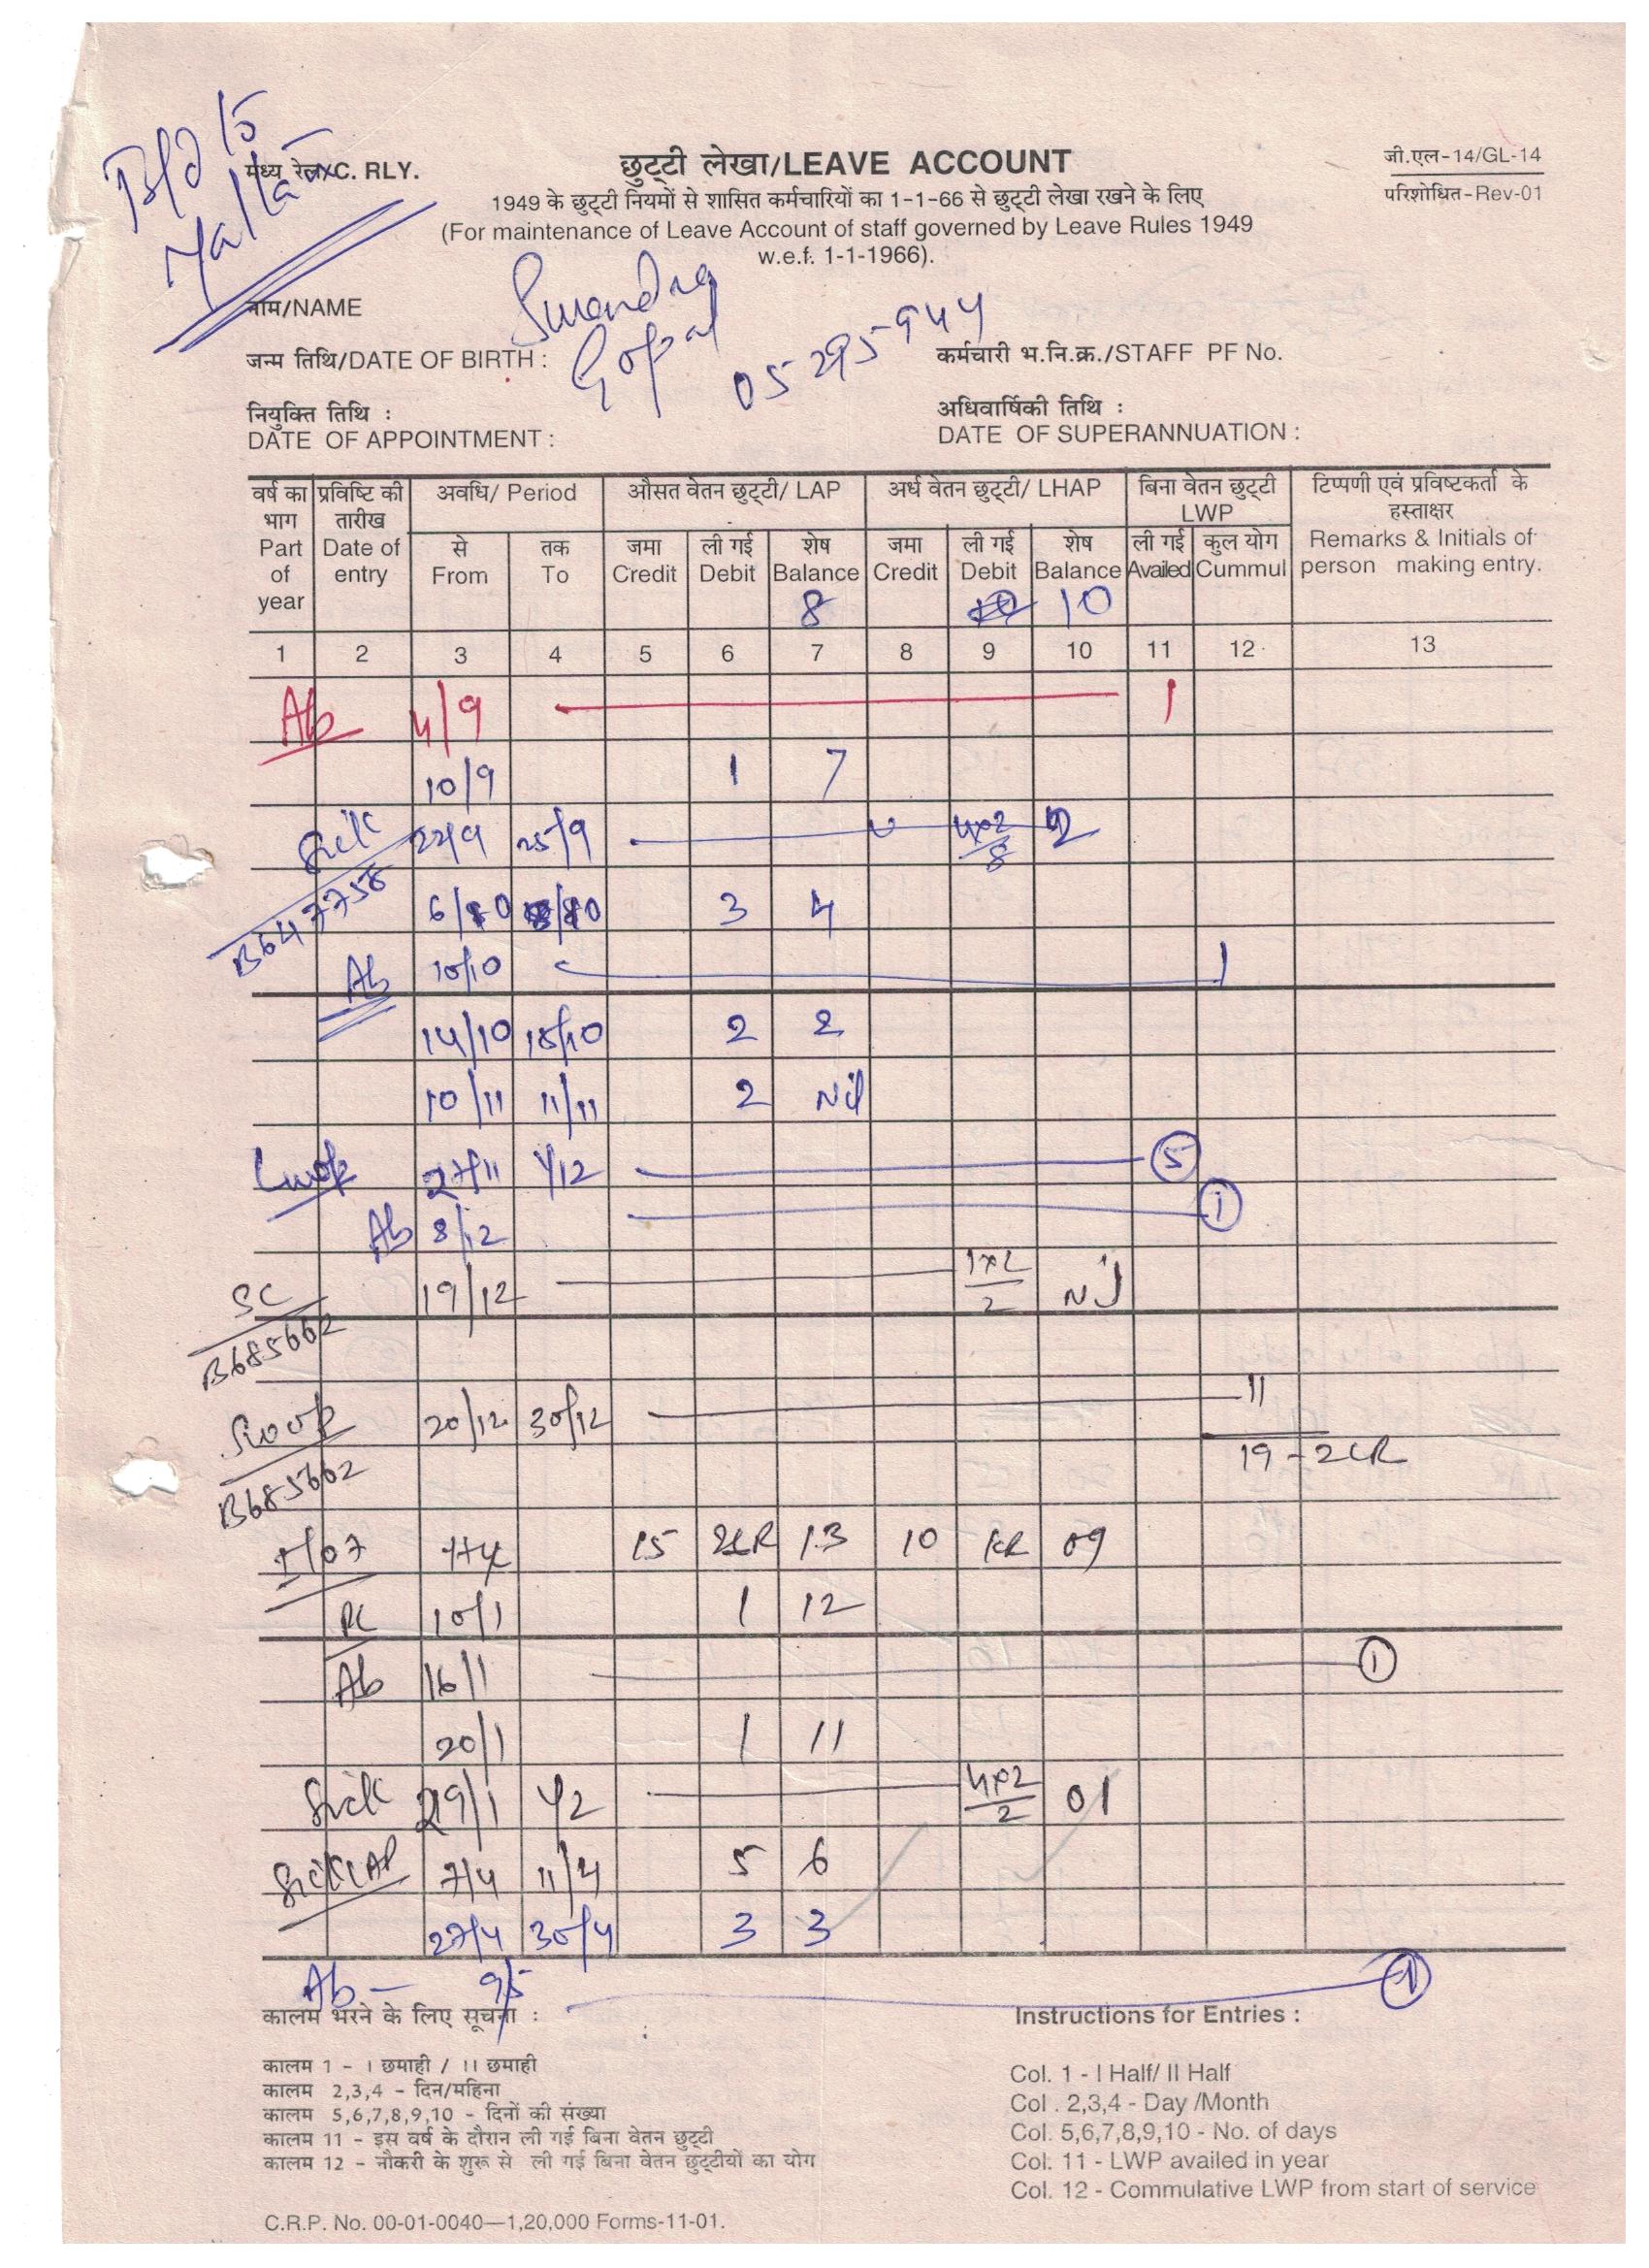 B/d 15
मध्य रेल/C. RLY.
छुट्टी लेखा/LEAVE ACCOUNT
जी.एल-14/GL-14
परिशोधित-Rev-01
1949 के छुट्टी नियमों से शासित कर्मचारियों का 1-1-66 से छुट्टी लेखा रखने के लिए
(For maintenance of Leave Account of staff governed by Leave Rules 1949
w.e.f. 1-1-1966).
नाम/NAME Surendra
Gopal
05295944
जन्म तिथि/DATE OF BIRTH : कर्मचारी भ.नि.क्र./STAFF PF No.
नियुक्ति तिथि : अधिवार्षिकी तिथि :
DATE OF APPOINTMENT : DATE OF SUPERANNUATION :
वर्ष का भाग Part of year
प्रविष्टि की तारीख Date of entry
अवधि/ Period
से From
तक To
औसत वेतन छुट्टी/ LAP
जमा Credit
ली गई Debit
शेष Balance 8
अर्ध वेतन छुट्टी/ LHAP
जमा Credit
ली गई Debit
शेष Balance 10
बिना वेतन छुट्टी LWP
ली गई Availed
कुल योग Cummul
टिप्पणी एवं प्रविष्टकर्ता के हस्ताक्षर
Remarks & Initials of person making entry.
1 2 3 4 5 6 7 8 9 10 11 12 13
Ab 4/9 1
10/9 1 7
Sick 22/9 25/9 4x2/8 2
B647758
6/10 8/10 3 4
Ab 10/10 1
14/10 15/10 2 2
10/11 11/11 2 Nil
Lwop 27/11 1/12 5
Ab 8/12 1
SC 19/12 1x2/2 Nil
B685662
Swop 20/12 30/12 11
B685662
19 - 2LR
I/07 15 2LR 13 10 1LR 09
PL 10/1 1 12
Ab 16/1 1
20/1 1 11
Sick 29/1 1/2 4x2/2 01
Sick LAP 7/4 11/4 5 6
27/4 30/4 3 3
Ab - 9/5 1
कालम भरने के लिए सूचना :
Instructions for Entries :
कालम 1 - I छमाही / II छमाही
कालम 2,3,4 - दिन/महिना
कालम 5,6,7,8,9,10 - दिनों की संख्या
कालम 11 - इस वर्ष के दौरान ली गई बिना वेतन छुट्टी
कालम 12 - नौकरी के शुरू से ली गई बिना वेतन छुट्टीयों का योग
Col. 1 - I Half/ II Half
Col . 2,3,4 - Day /Month
Col. 5,6,7,8,9,10 - No. of days
Col. 11 - LWP availed in year
Col. 12 - Commulative LWP from start of service
C.R.P. No. 00-01-0040—1,20,000 Forms-11-01.